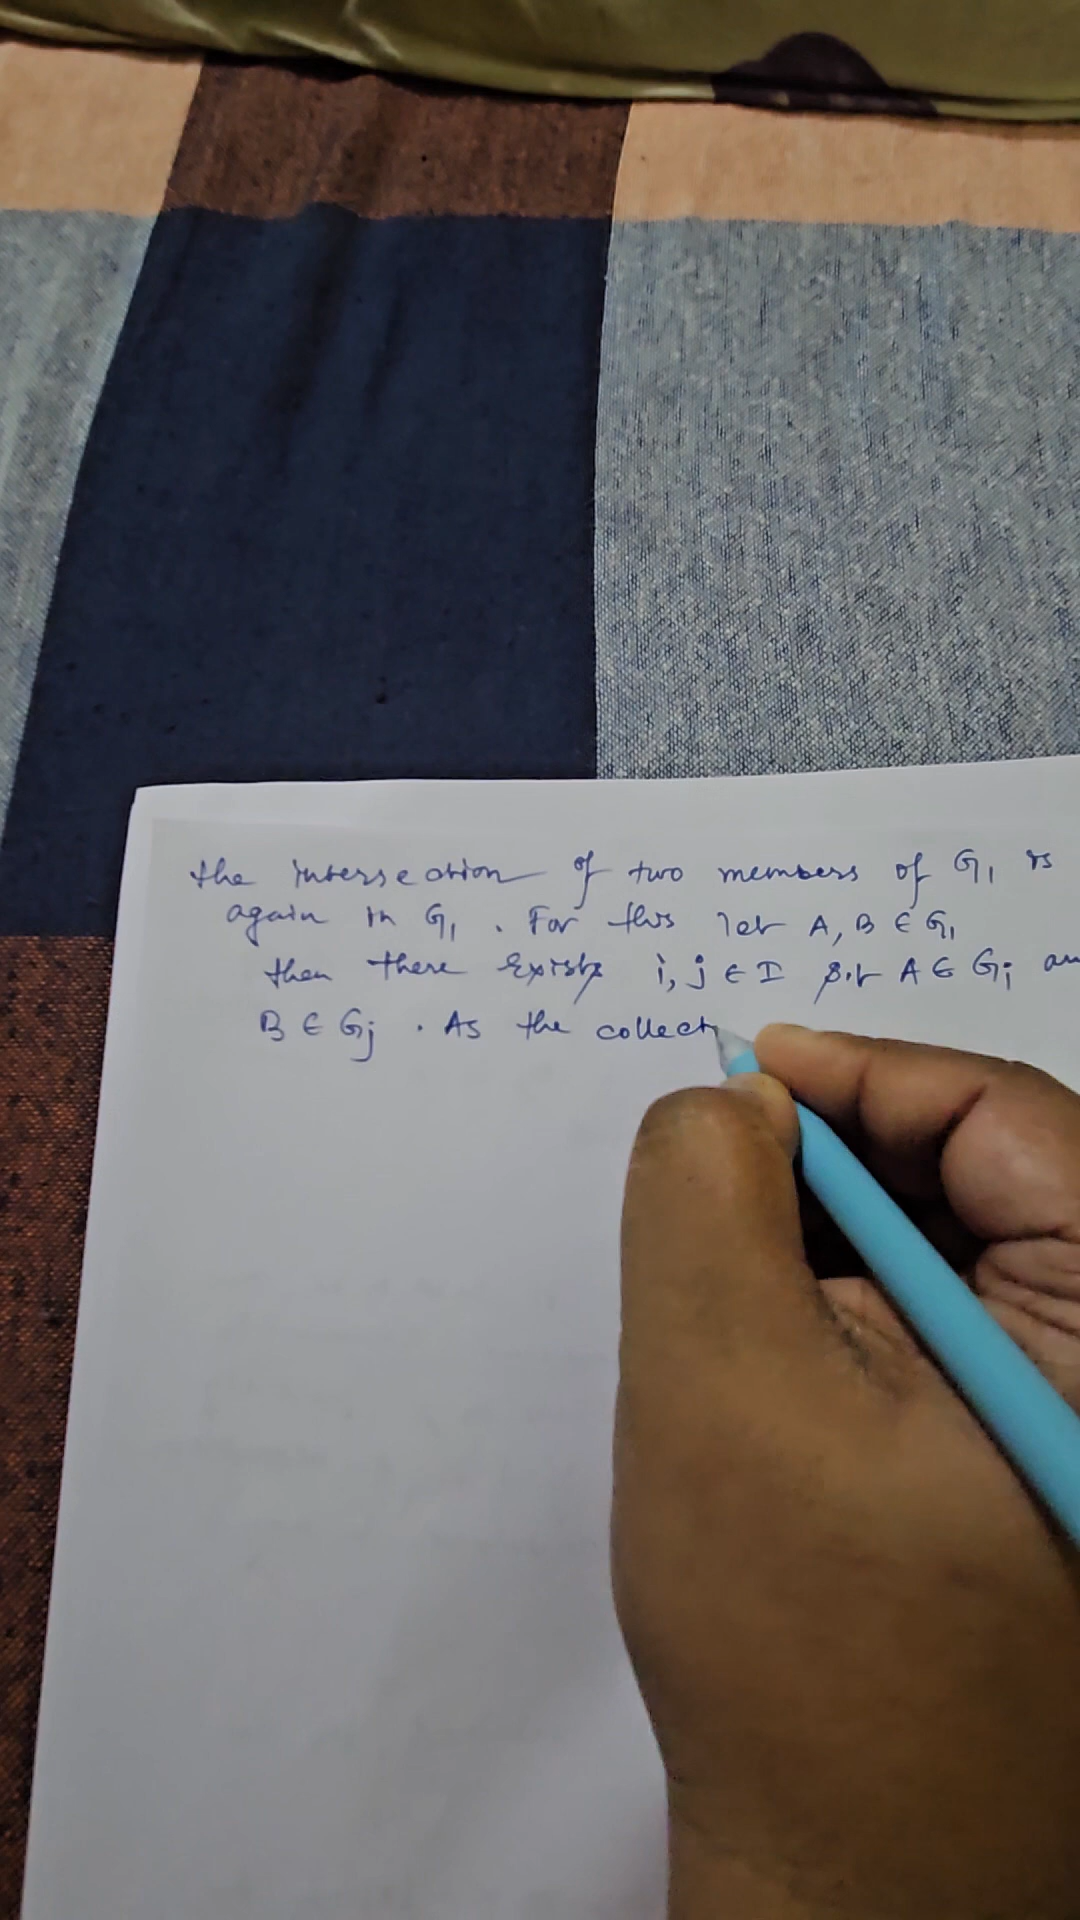 the intersection of two members of G₁ is
again in G₁ . For this let A, B ∈ G₁
then there exists i, j ∈ I s.t A ∈ Gᵢ an
B ∈ Gⱼ . As the collect